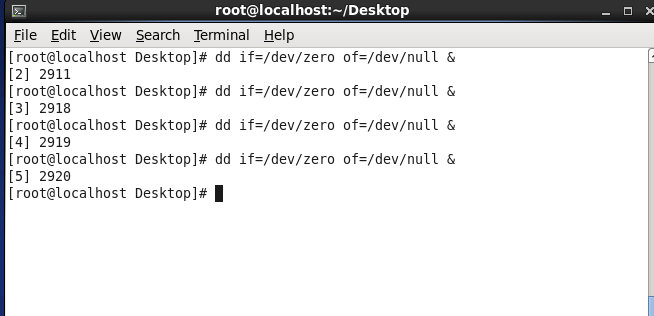 root@localhost:~/Desktop
File Edit View Search Terminal Help
[root@localhost Desktop]# dd if=/dev/zero of=/dev/null &
[2] 2911
[root@localhost Desktop]# dd if=/dev/zero of=/dev/null &
[3] 2918
[root@localhost Desktop]# dd if=/dev/zero of=/dev/null &
[4] 2919
[root@localhost Desktop]# dd if=/dev/zero of=/dev/null &
[5] 2920
[root@localhost Desktop]#